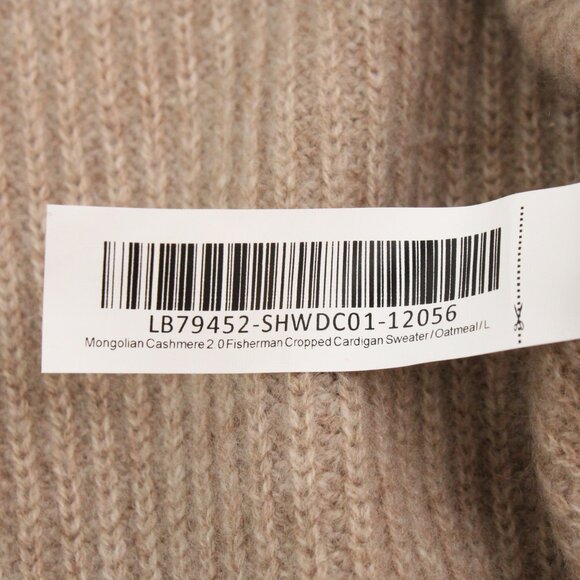 LB79452-SHWDC01-12056
Mongolian Cashmere 2 0 Fisherman Cropped Cardigan Sweater / Oatmeal / L